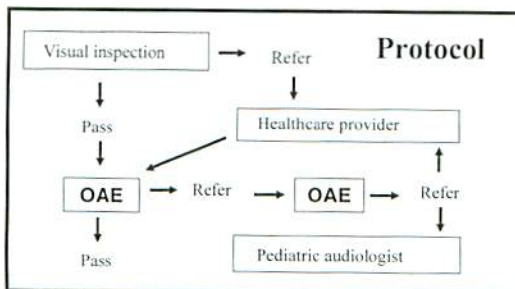 Protocol
Visual inspection
Refer
Pass
Healthcare provider
OAE
Refer
OAE
Refer
Pass
Pediatric audiologist